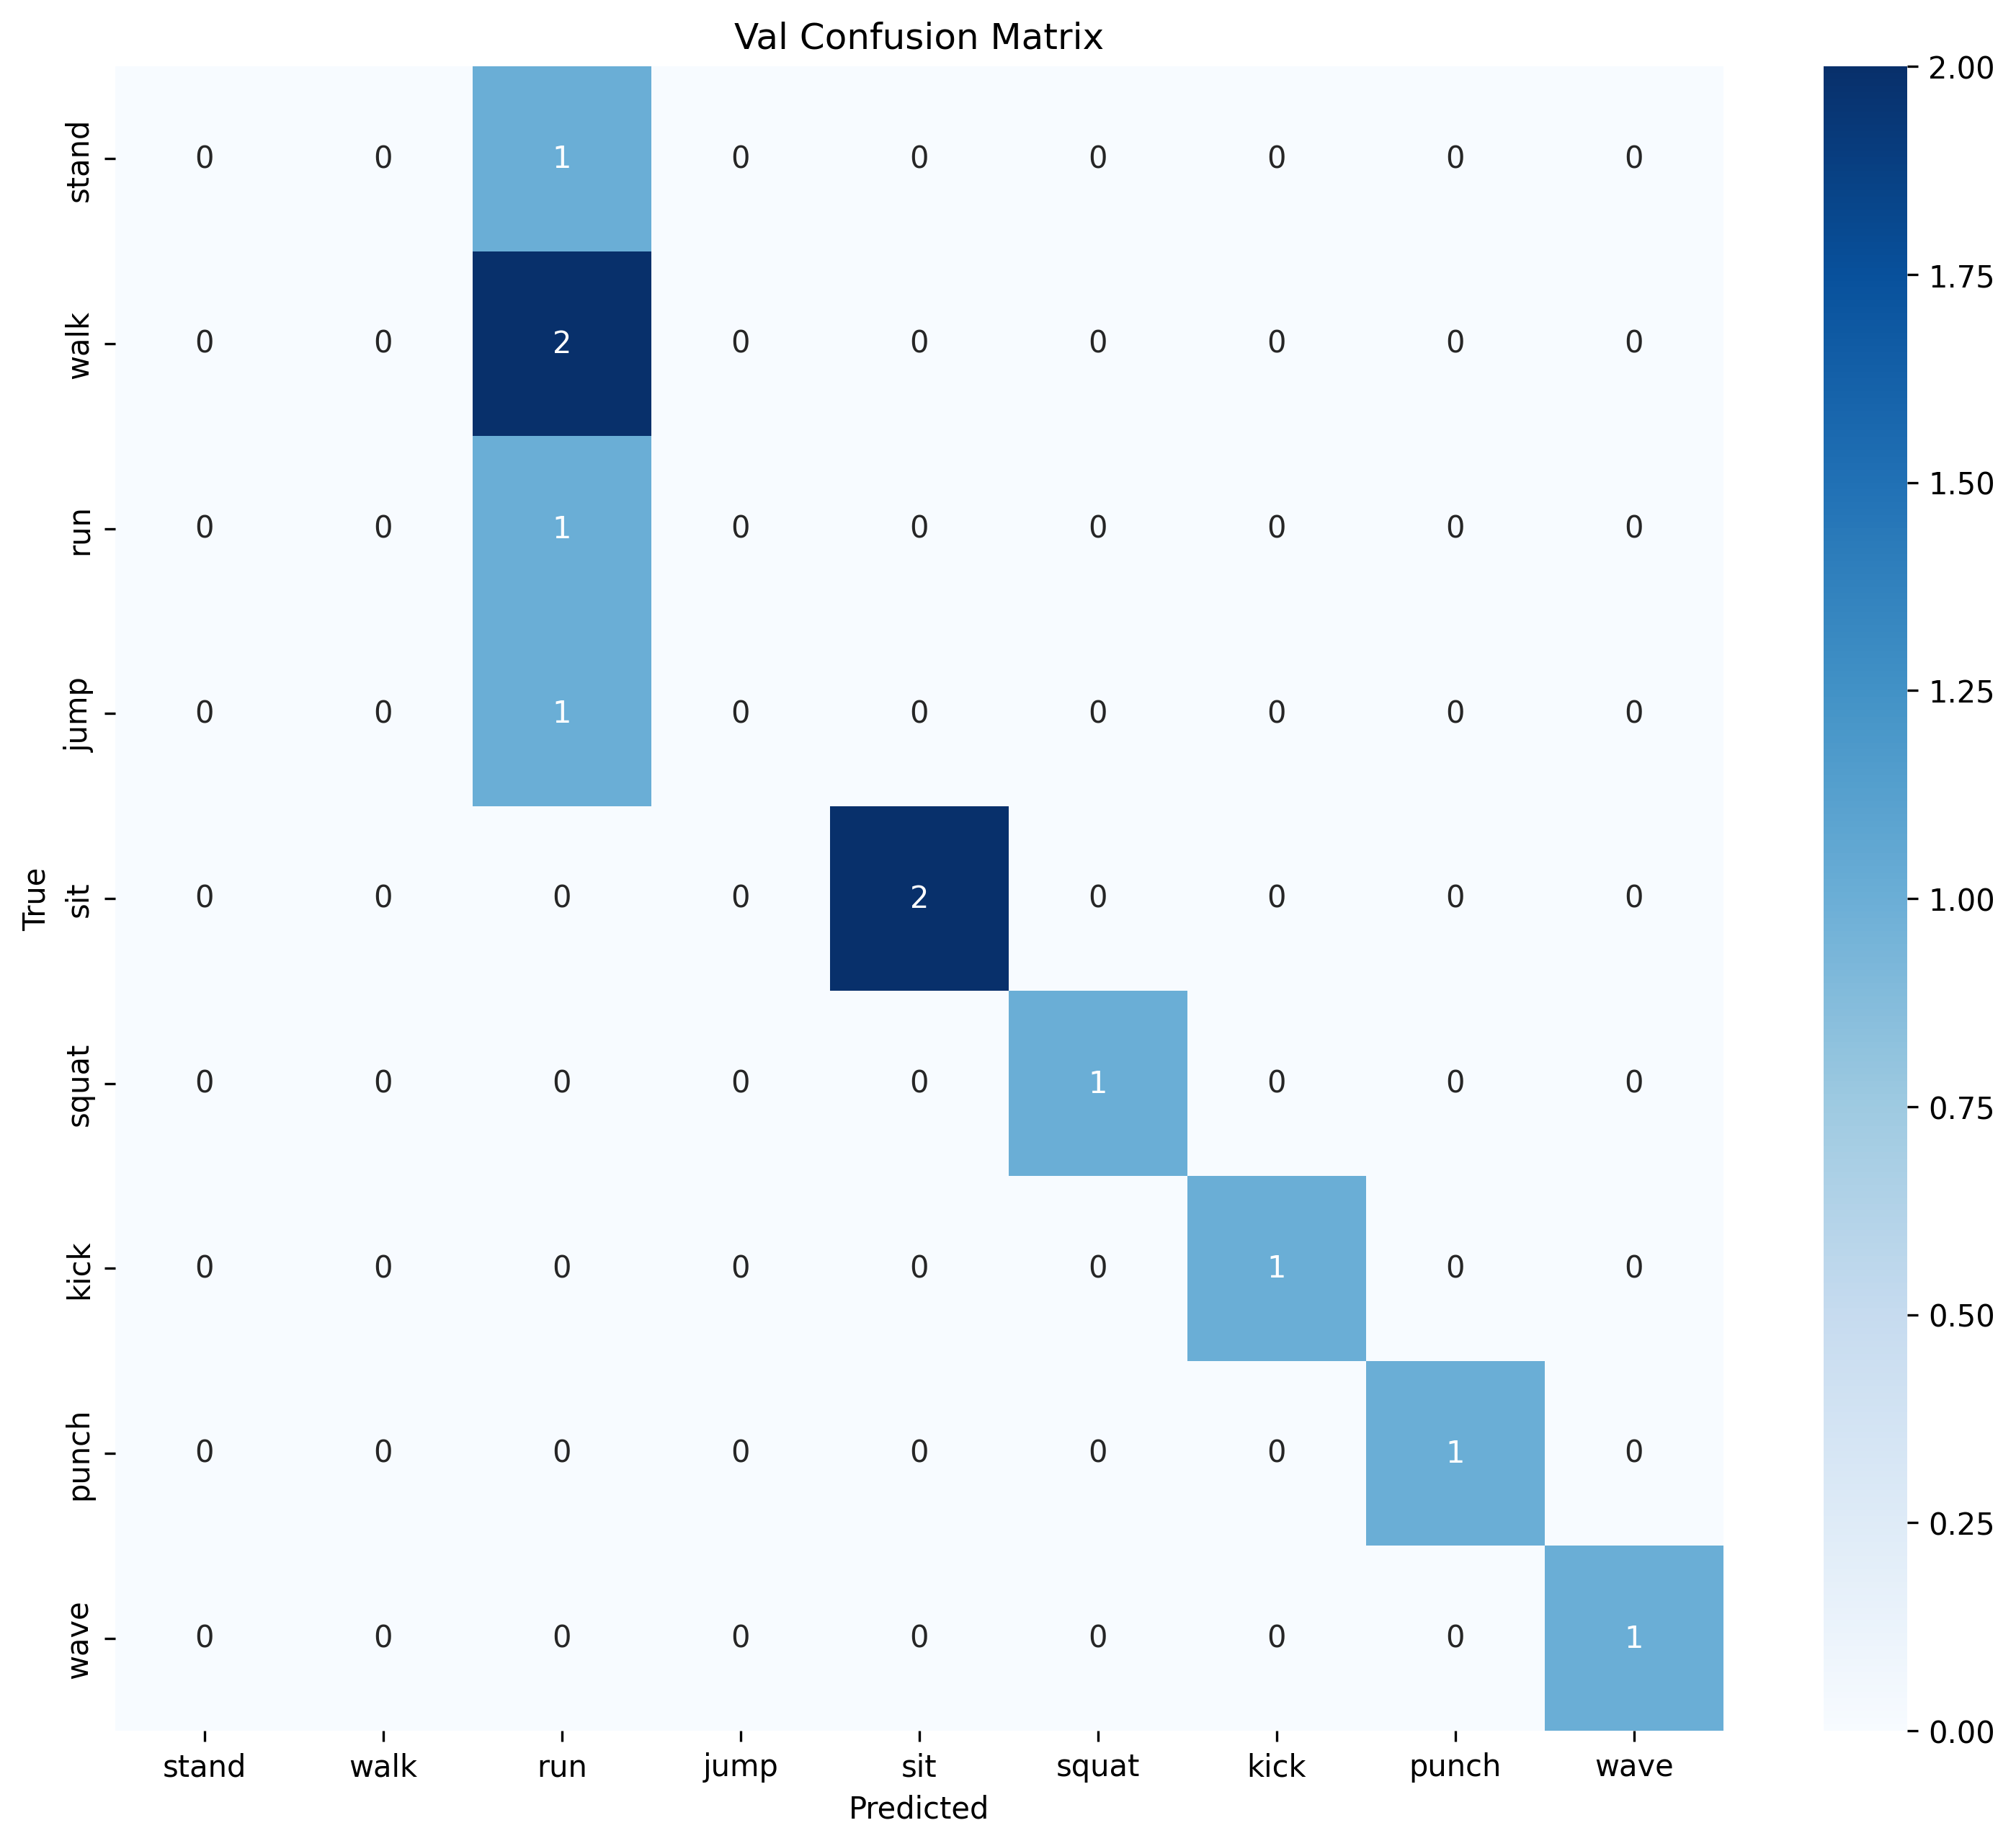 Val Confusion Matrix
stand 0 0 1 0 0 0 0 0 0
walk 0 0 2 0 0 0 0 0 0
run 0 0 1 0 0 0 0 0 0
jump 0 0 1 0 0 0 0 0 0
sit 0 0 0 0 2 0 0 0 0
squat 0 0 0 0 0 1 0 0 0
kick 0 0 0 0 0 0 1 0 0
punch 0 0 0 0 0 0 0 1 0
wave 0 0 0 0 0 0 0 0 1
True
stand walk run jump sit squat kick punch wave
Predicted
2.00
1.75
1.50
1.25
1.00
0.75
0.50
0.25
0.00